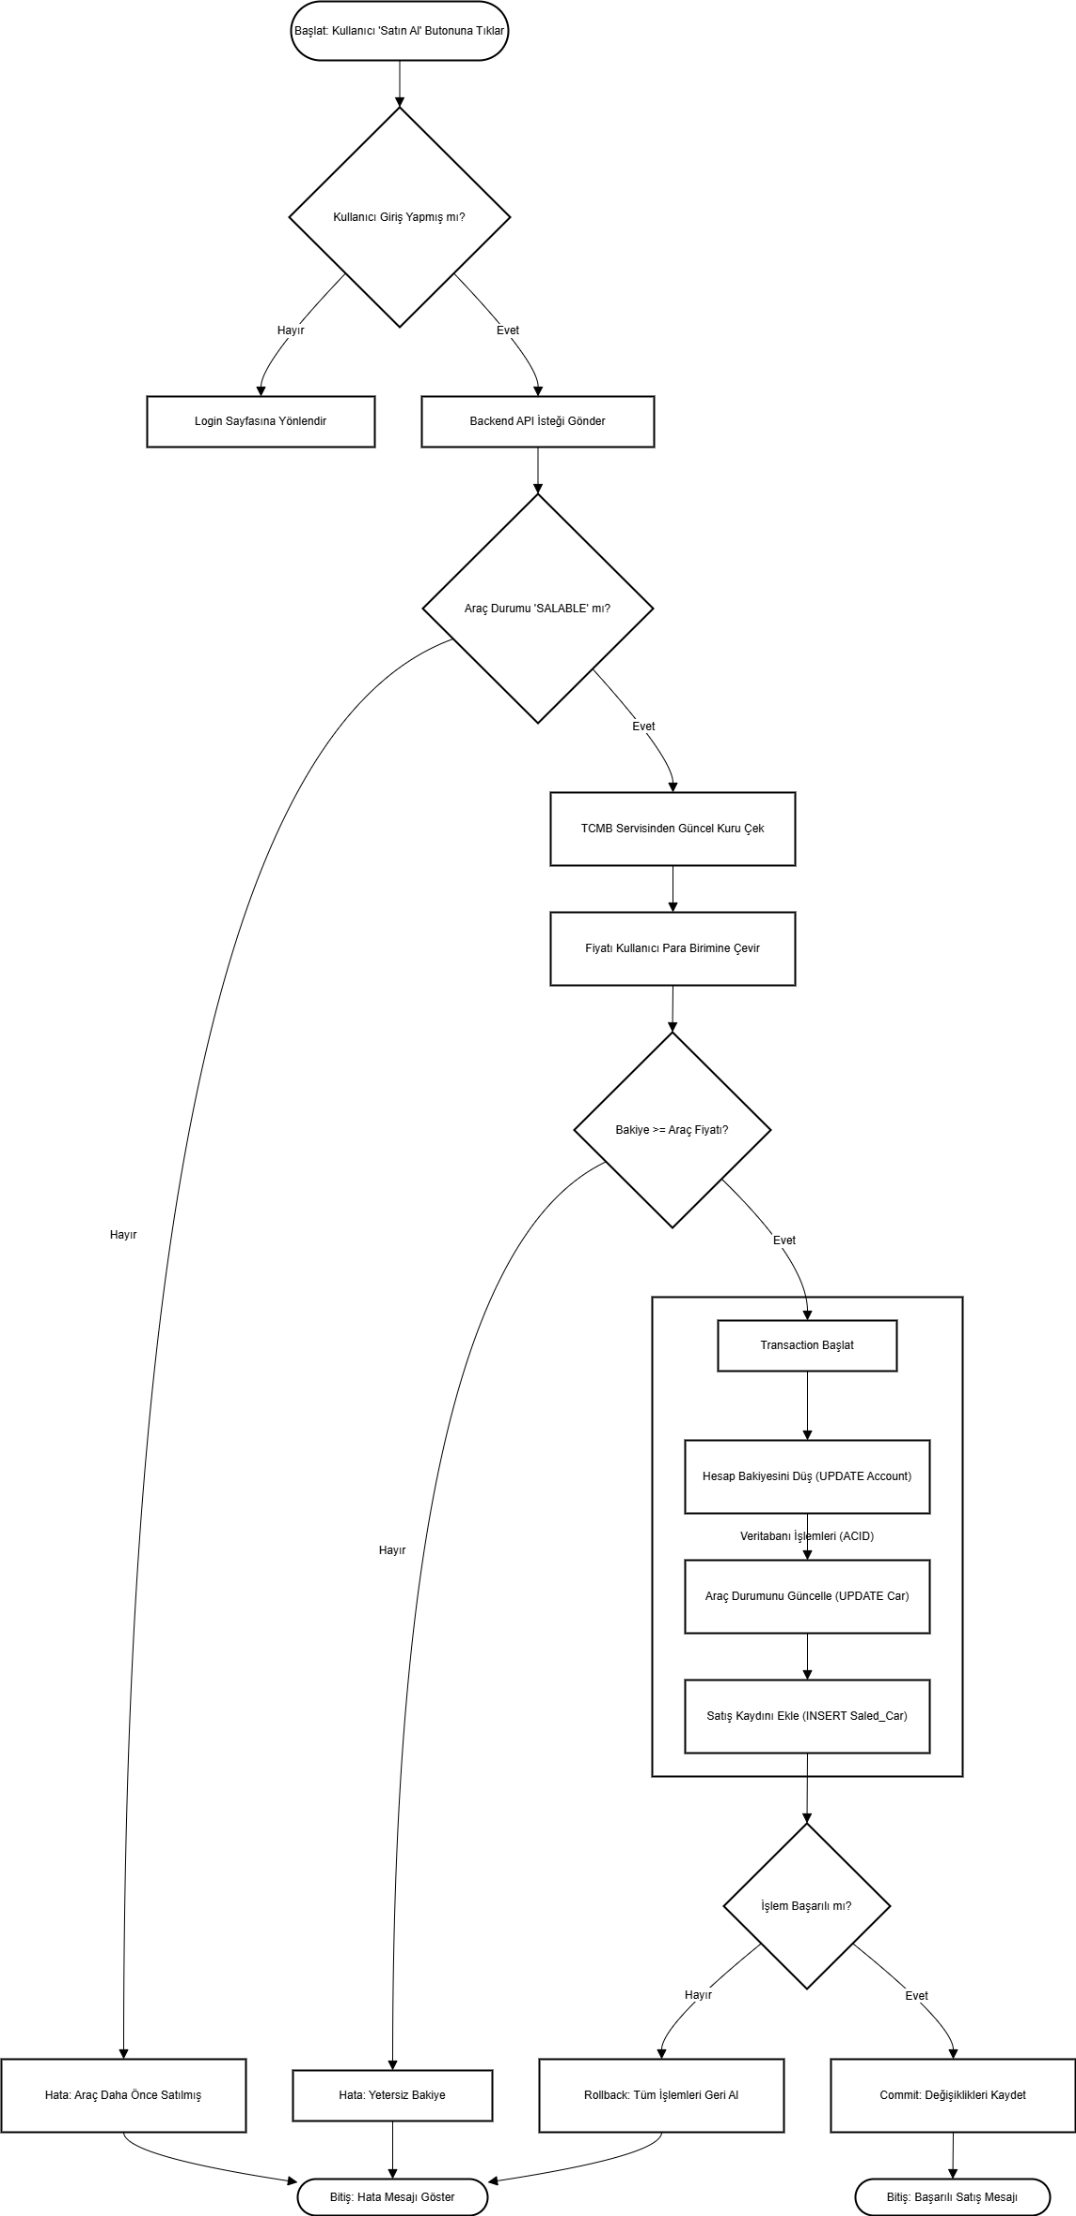 Başlat: Kullanıcı 'Satın Al' Butonuna Tıklar
Kullanıcı Giriş Yapmış mı?
Hayır
Evet
Login Sayfasına Yönlendir
Backend API İsteği Gönder
Araç Durumu 'SALABLE' mı?
Evet
TCMB Servisinden Güncel Kuru Çek
Fiyatı Kullanıcı Para Birimine Çevir
Bakiye >= Araç Fiyatı?
Hayır
Evet
Transaction Başlat
Hesap Bakiyesini Düş (UPDATE Account)
Veritabanı İşlemleri (ACID)
Hayır
Araç Durumunu Güncelle (UPDATE Car)
Satış Kaydını Ekle (INSERT Saled_Car)
İşlem Başarılı mı?
Hayır
Evet
Hata: Araç Daha Önce Satılmış
Hata: Yetersiz Bakiye
Rollback: Tüm İşlemleri Geri Al
Commit: Değişiklikleri Kaydet
Bitiş: Hata Mesajı Göster
Bitiş: Başarılı Satış Mesajı